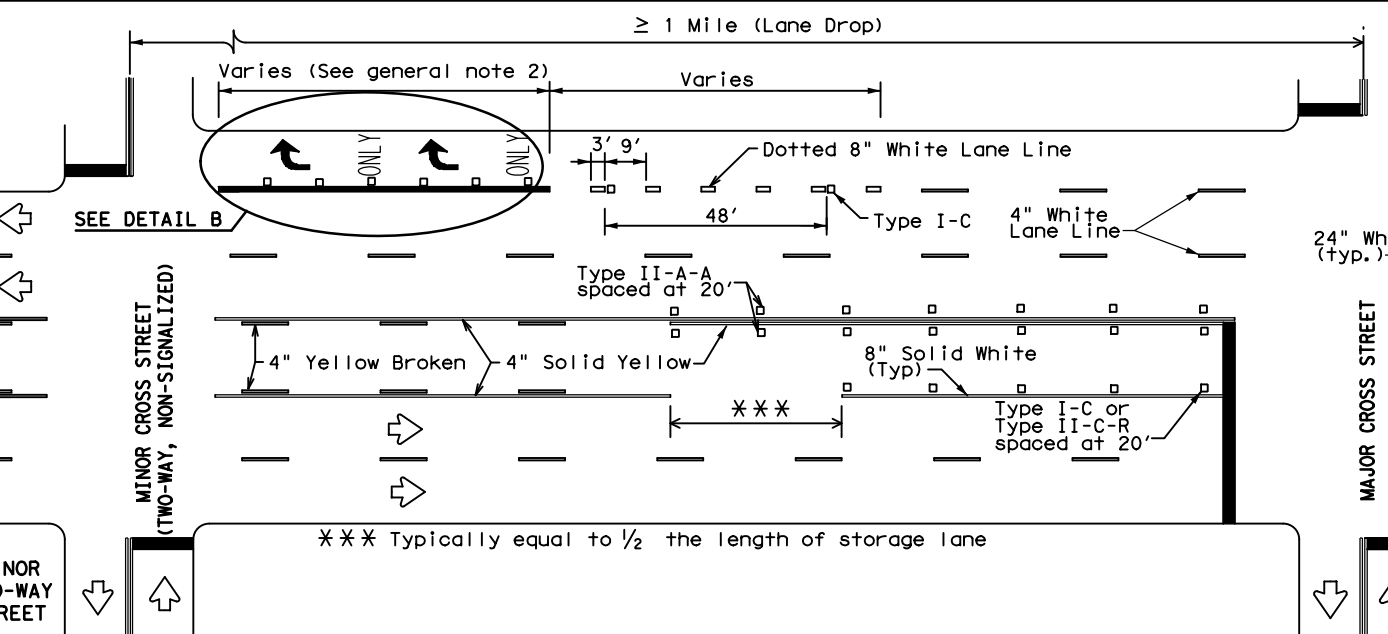 ≥ 1 Mile (Lane Drop)
Varies (See general note 2)
Varies
ONLY
ONLY
3' 9'
Dotted 8" White Lane Line
SEE DETAIL B
48'
Type I-C
4" White
Lane Line
24" Wh
(typ.)
Type II-A-A
spaced at 20'
MINOR CROSS STREET
(TWO-WAY, NON-SIGNALIZED)
4" Yellow Broken
4" Solid Yellow
8" Solid White
(Typ)
***
Type I-C or
Type II-C-R
spaced at 20'
MAJOR CROSS STREET
*** Typically equal to ½ the length of storage lane
NOR
O-WAY
REET